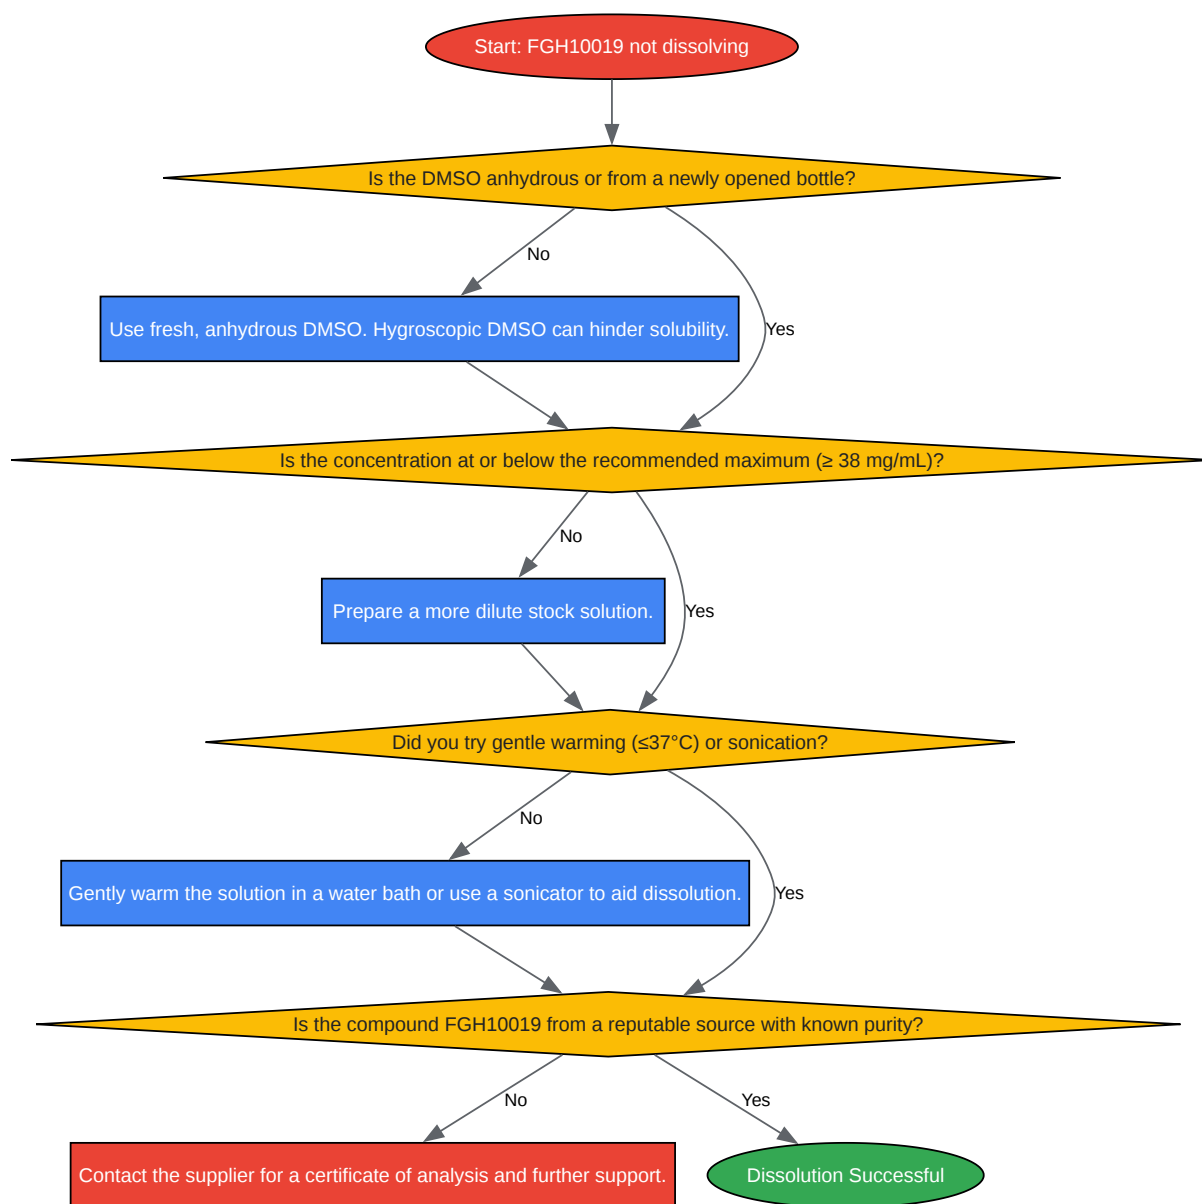 Start: FGH10019 not dissolving
Is the DMSO anhydrous or from a newly opened bottle?
No
Use fresh, anhydrous DMSO. Hygroscopic DMSO can hinder solubility.
Yes
Is the concentration at or below the recommended maximum (≥ 38 mg/mL)?
No
Prepare a more dilute stock solution.
Yes
Did you try gentle warming (≤37°C) or sonication?
No
Gently warm the solution in a water bath or use a sonicator to aid dissolution.
Yes
Is the compound FGH10019 from a reputable source with known purity?
No
Yes
Contact the supplier for a certificate of analysis and further support.
Dissolution Successful